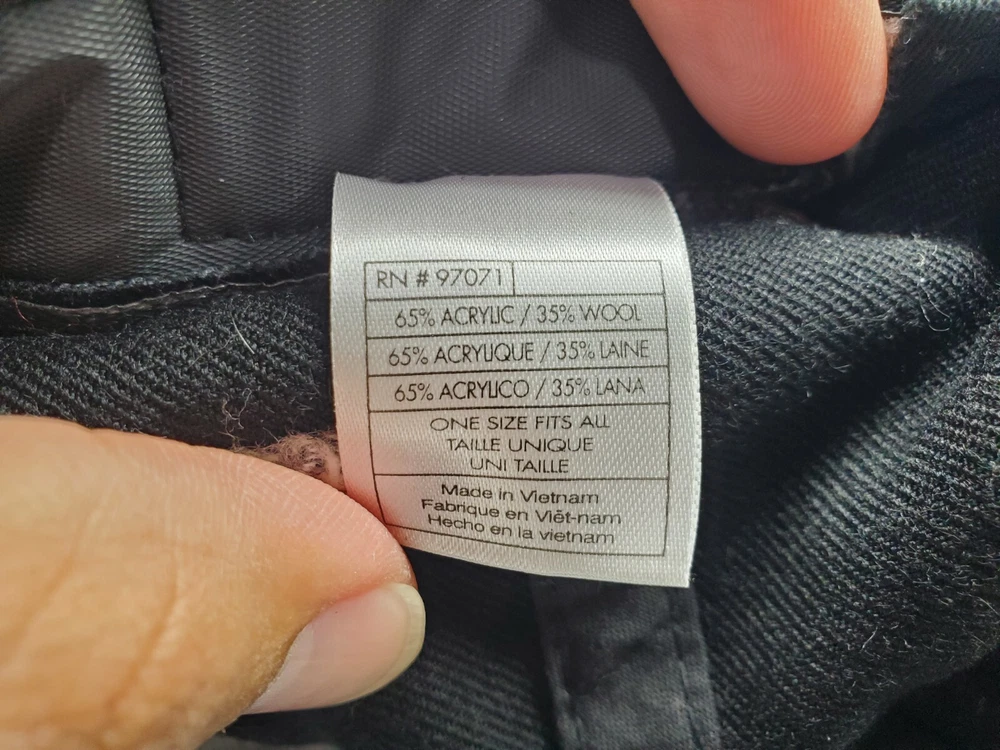 RN # 97071
65% ACRYLIC / 35% WOOL
65% ACRYLIQUE / 35% LAINE
65% ACRYLICO / 35% LANA
ONE SIZE FITS ALL
TAILLE UNIQUE
UNI TAILLE
Made in Vietnam
Fabrique en Viêt-nam
Hecho en la vietnam